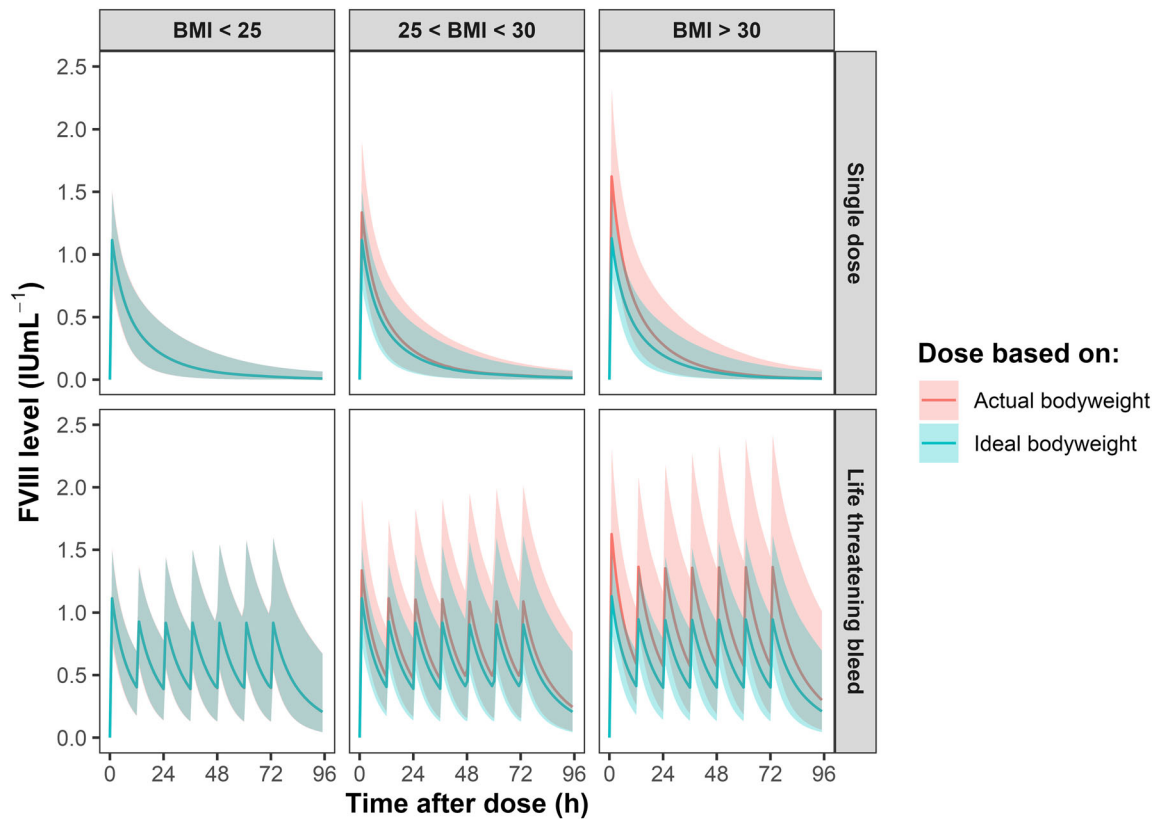 BMI < 25
25 < BMI < 30
BMI > 30
2.5
2.0
1.5
1.0
0.5
0.0
Single dose
2.5
2.0
1.5
1.0
0.5
0.0
Life threatening bleed
FVIII level (IUmL⁻¹)
0 24 48 72 96
0 24 48 72 96
0 24 48 72 96
Time after dose (h)
Dose based on:
Actual bodyweight
Ideal bodyweight